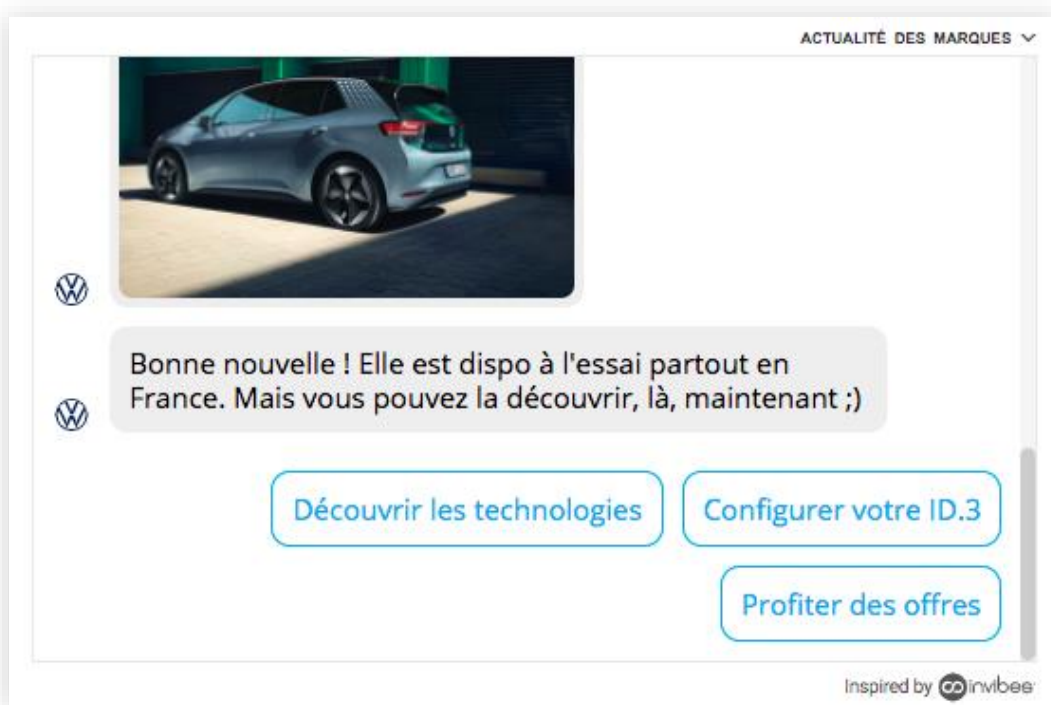 ACTUALITÉ DES MARQUES
Bonne nouvelle ! Elle est dispo à l'essai partout en
France. Mais vous pouvez la découvrir, là, maintenant ;)
Découvrir les technologies
Configurer votre ID.3
Profiter des offres
Inspired by invibes